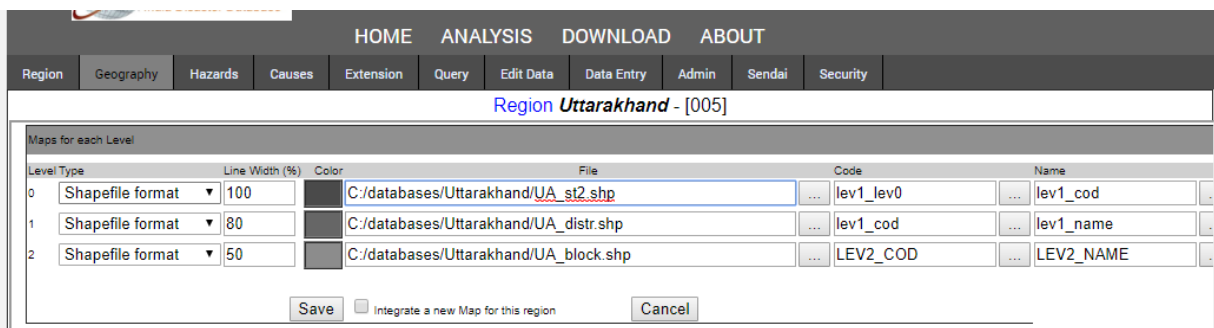 HOME ANALYSIS DOWNLOAD ABOUT
Region Geography Hazards Causes Extension Query Edit Data Data Entry Admin Sendai Security
Region Uttarakhand - [005]
Maps for each Level
Level Type Line Width (%) Color File Code Name
0 Shapefile format 100 C:/databases/Uttarakhand/UA_st2.shp ... lev1_lev0 ... lev1_cod
1 Shapefile format 80 C:/databases/Uttarakhand/UA_distr.shp ... lev1_cod ... lev1_name
2 Shapefile format 50 C:/databases/Uttarakhand/UA_block.shp ... LEV2_COD ... LEV2_NAME
Save Integrate a new Map for this region Cancel